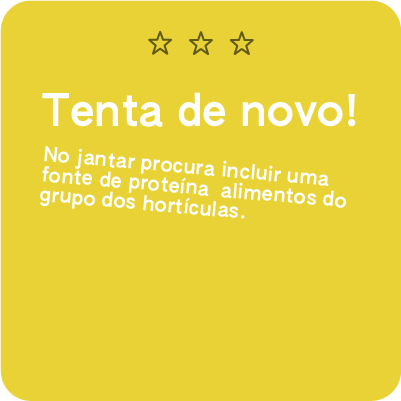 Tenta de novo!
No jantar procura incluir uma
fonte de proteína  alimentos do
grupo dos hortículas.